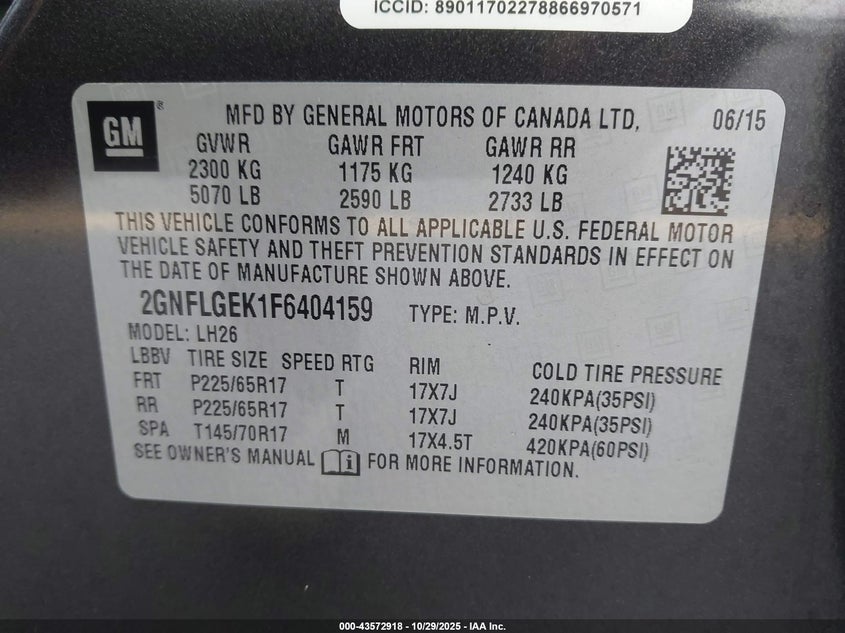 ICCID: 89011702278866970571
GM
MFD BY GENERAL MOTORS OF CANADA LTD, 06/15
GVWR GAWR FRT GAWR RR
2300 KG 1175 KG 1240 KG
5070 LB 2590 LB 2733 LB
THIS VEHICLE CONFORMS TO ALL APPLICABLE U.S. FEDERAL MOTOR
VEHICLE SAFETY AND THEFT PREVENTION STANDARDS IN EFFECT ON
THE DATE OF MANUFACTURE SHOWN ABOVE.
2GNFLGEK1F6404159 TYPE: M.P.V.
MODEL: LH26
LBBV TIRE SIZE SPEED RTG RIM COLD TIRE PRESSURE
FRT P225/65R17 T 17X7J 240KPA(35PSI)
RR P225/65R17 T 17X7J 240KPA(35PSI)
SPA T145/70R17 M 17X4.5T 420KPA(60PSI)
SEE OWNER'S MANUAL i FOR MORE INFORMATION.
000-43572918 - 10/29/2025 - IAA Inc.